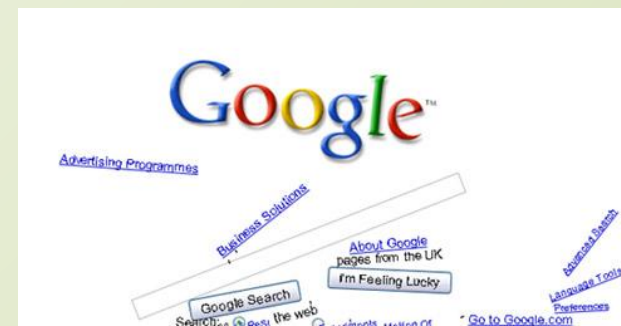 Google™
Advertising Programmes
Business Solutions
About Google
pages from the UK
I'm Feeling Lucky
Advanced Search
Language Tools
Preferences
Google Search
the web
Go to Google.com